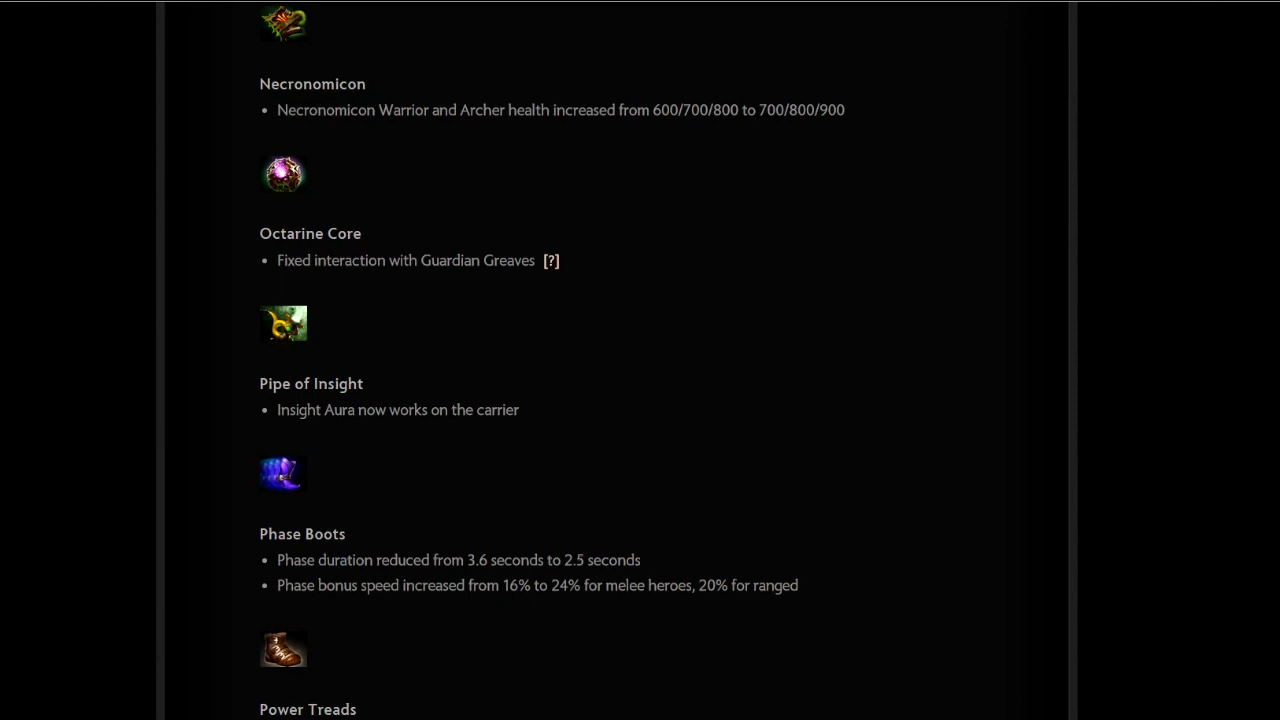 Necronomicon
• Necronomicon Warrior and Archer health increased from 600/700/800 to 700/800/900
Octarine Core
• Fixed interaction with Guardian Greaves [?]
Pipe of Insight
• Insight Aura now works on the carrier
Phase Boots
• Phase duration reduced from 3.6 seconds to 2.5 seconds
• Phase bonus speed increased from 16% to 24% for melee heroes, 20% for ranged
Power Treads